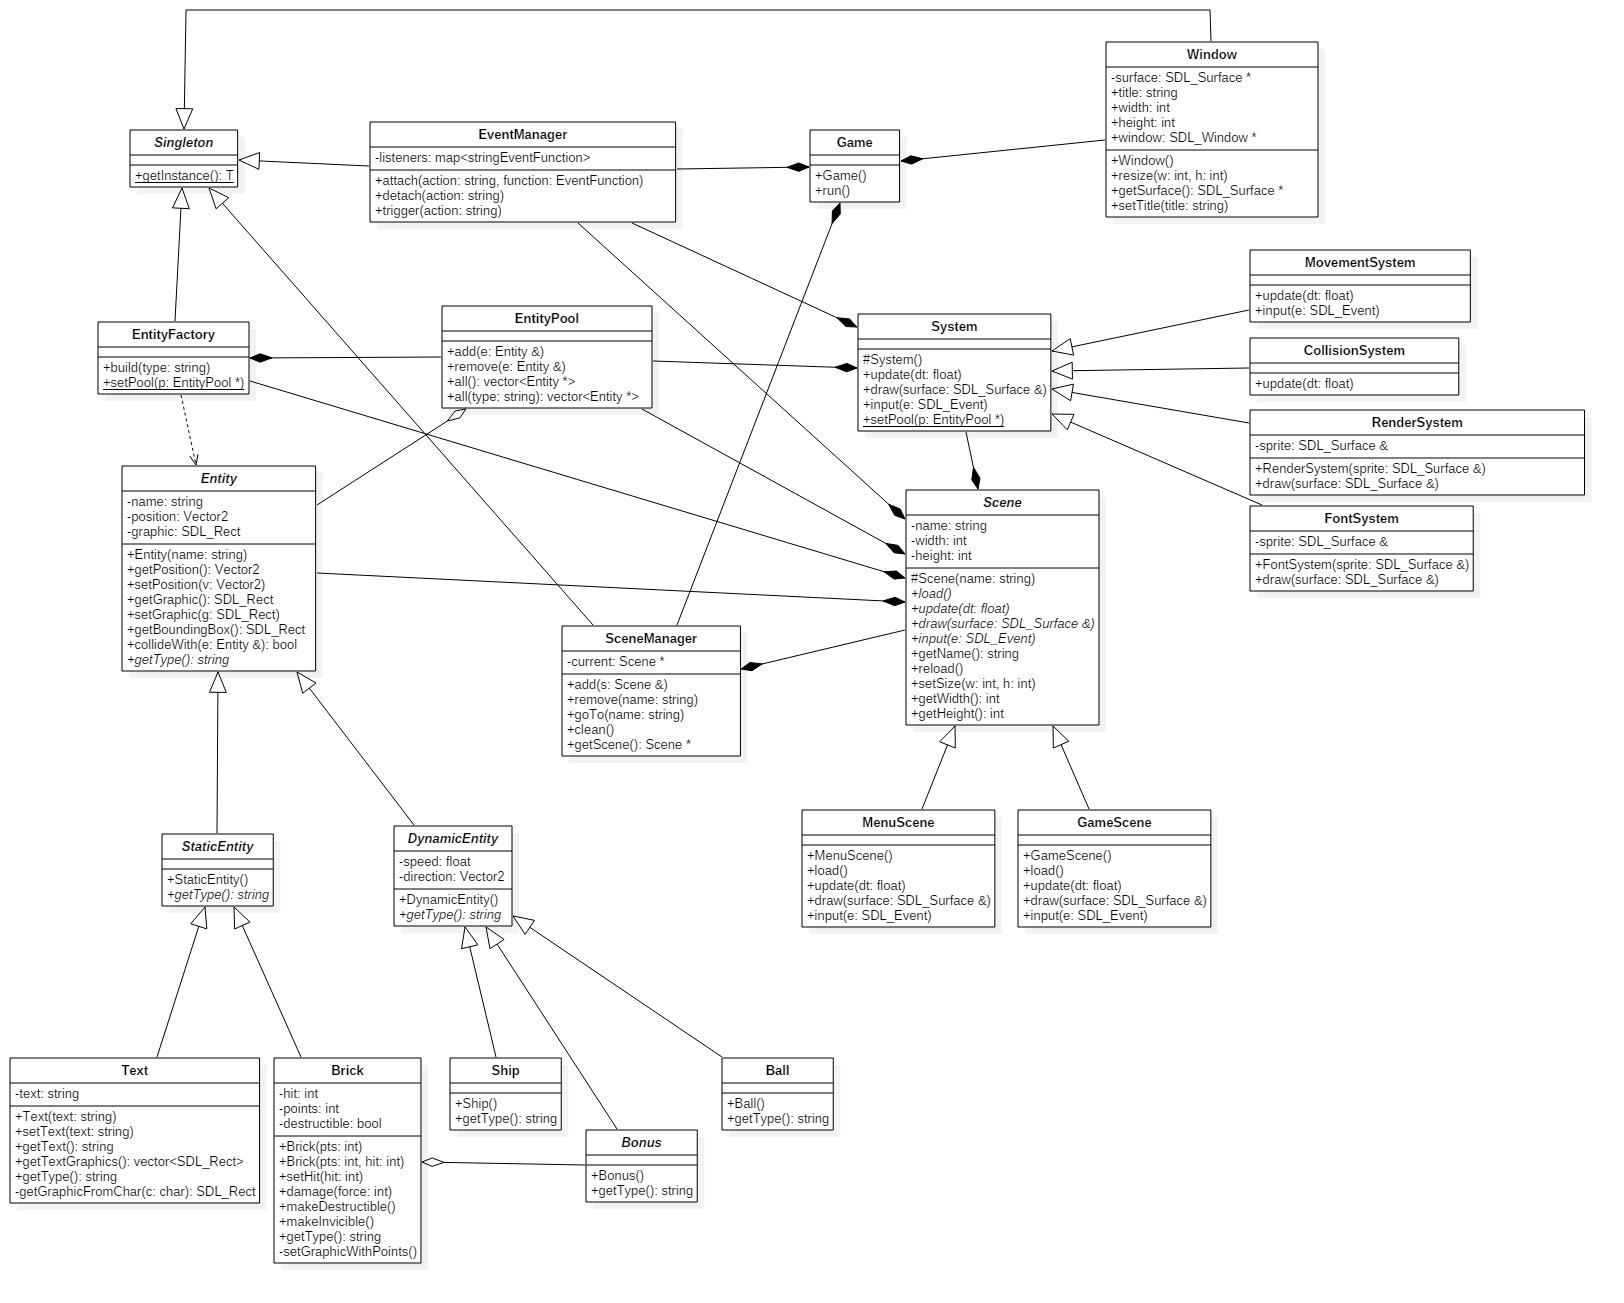 Window
-surface: SDL_Surface *
+title: string
+width: int
+height: int
+window: SDL_Window *
+Window()
+resize(w: int, h: int)
+getSurface(): SDL_Surface *
+setTitle(title: string)
Singleton
+getInstance(): T
EventManager
-listeners: map<stringEventFunction>
+attach(action: string, function: EventFunction)
+detach(action: string)
+trigger(action: string)
Game
+Game()
+run()
MovementSystem
+update(dt: float)
+input(e: SDL_Event)
EntityFactory
+build(type: string)
+setPool(p: EntityPool *)
EntityPool
+add(e: Entity &)
+remove(e: Entity &)
+all(): vector<Entity *>
+all(type: string): vector<Entity *>
System
#System()
+update(dt: float)
+draw(surface: SDL_Surface &)
+input(e: SDL_Event)
+setPool(p: EntityPool *)
CollisionSystem
+update(dt: float)
RenderSystem
-sprite: SDL_Surface &
+RenderSystem(sprite: SDL_Surface &)
+draw(surface: SDL_Surface &)
FontSystem
-sprite: SDL_Surface &
+FontSystem(sprite: SDL_Surface &)
+draw(surface: SDL_Surface &)
Entity
-name: string
-position: Vector2
-graphic: SDL_Rect
+Entity(name: string)
+getPosition(): Vector2
+setPosition(v: Vector2)
+getGraphic(): SDL_Rect
+setGraphic(g: SDL_Rect)
+getBoundingBox(): SDL_Rect
+collideWith(e: Entity &): bool
+getType(): string
Scene
-name: string
-width: int
-height: int
#Scene(name: string)
+load()
+update(dt: float)
+draw(surface: SDL_Surface &)
+input(e: SDL_Event)
+getName(): string
+reload()
+setSize(w: int, h: int)
+getWidth(): int
+getHeight(): int
SceneManager
-current: Scene *
+add(s: Scene &)
+remove(name: string)
+goTo(name: string)
+clean()
+getScene(): Scene *
StaticEntity
+StaticEntity()
+getType(): string
DynamicEntity
-speed: float
-direction: Vector2
+DynamicEntity()
+getType(): string
MenuScene
+MenuScene()
+load()
+update(dt: float)
+draw(surface: SDL_Surface &)
+input(e: SDL_Event)
GameScene
+GameScene()
+load()
+update(dt: float)
+draw(surface: SDL_Surface &)
+input(e: SDL_Event)
Text
-text: string
+Text(text: string)
+setText(text: string)
+getText(): string
+getTextGraphics(): vector<SDL_Rect>
+getType(): string
-getGraphicFromChar(c: char): SDL_Rect
Brick
-hit: int
-points: int
-destructible: bool
+Brick(pts: int)
+Brick(pts: int, hit: int)
+setHit(hit: int)
+damage(force: int)
+makeDestructible()
+makeInvicible()
+getType(): string
-setGraphicWithPoints()
Ship
+Ship()
+getType(): string
Bonus
+Bonus()
+getType(): string
Ball
+Ball()
+getType(): string